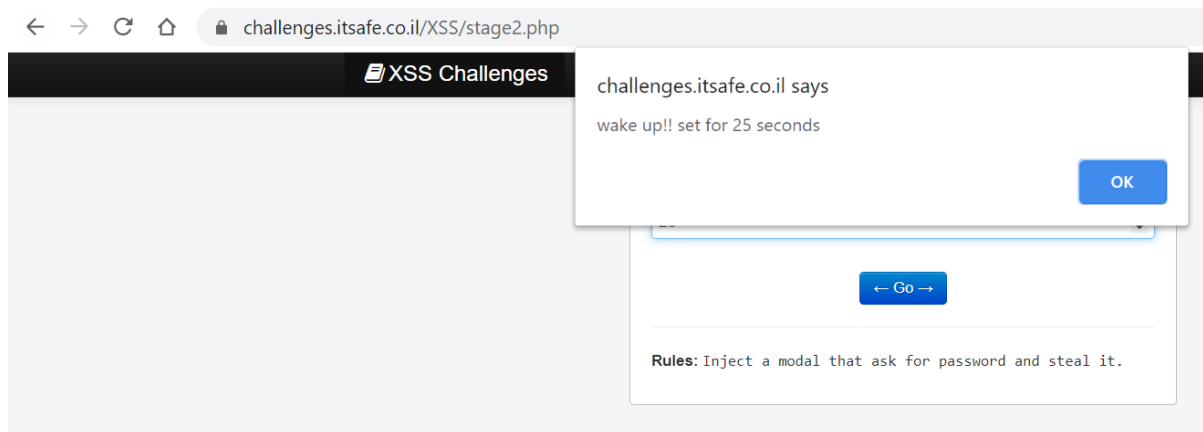 challenges.itsafe.co.il/XSS/stage2.php
XSS Challenges
challenges.itsafe.co.il says
wake up!! set for 25 seconds
OK
← Go →
Rules: Inject a modal that ask for password and steal it.